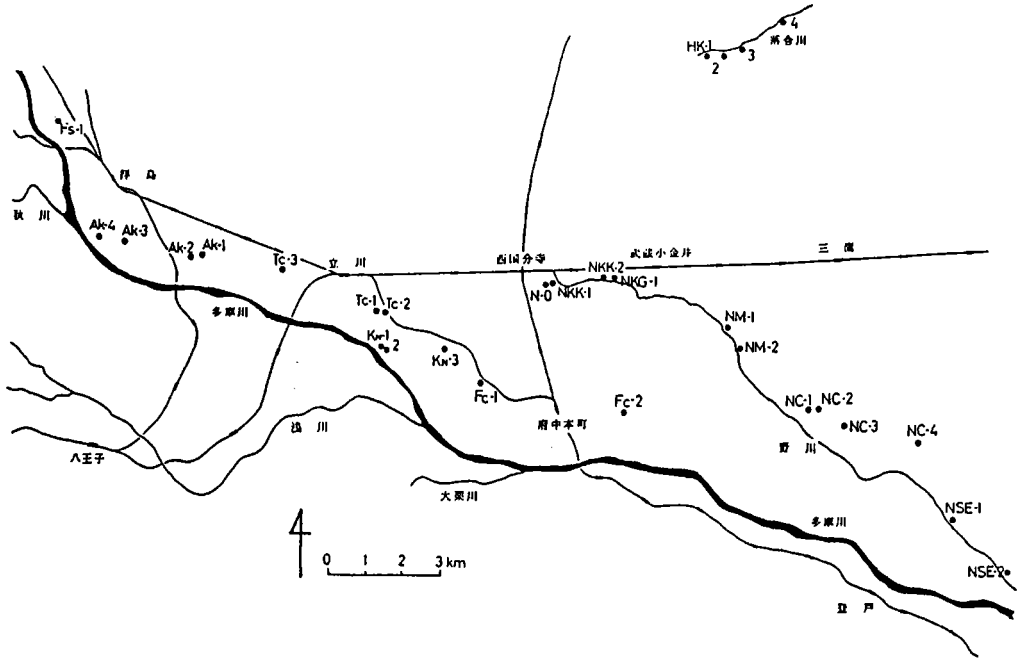 4
HK-1
3
2
落合川
Fs-1
拝島
秋川
Ak-4
Ak-3
Ak-2
Ak-1
Tc-3
立川
西国分寺
武蔵小金井
三鷹
NKK-2
NKG-1
N-0
NKK-1
多摩川
Tc-1
Tc-2
NM-1
NM-2
KN-1
2
KN-3
Fc-1
Fc-2
NC-1
NC-2
NC-3
NC-4
府中本町
浅川
野川
八王子
大栗川
NSE-1
多摩川
NSE-2
0 1 2 3 km
登戸